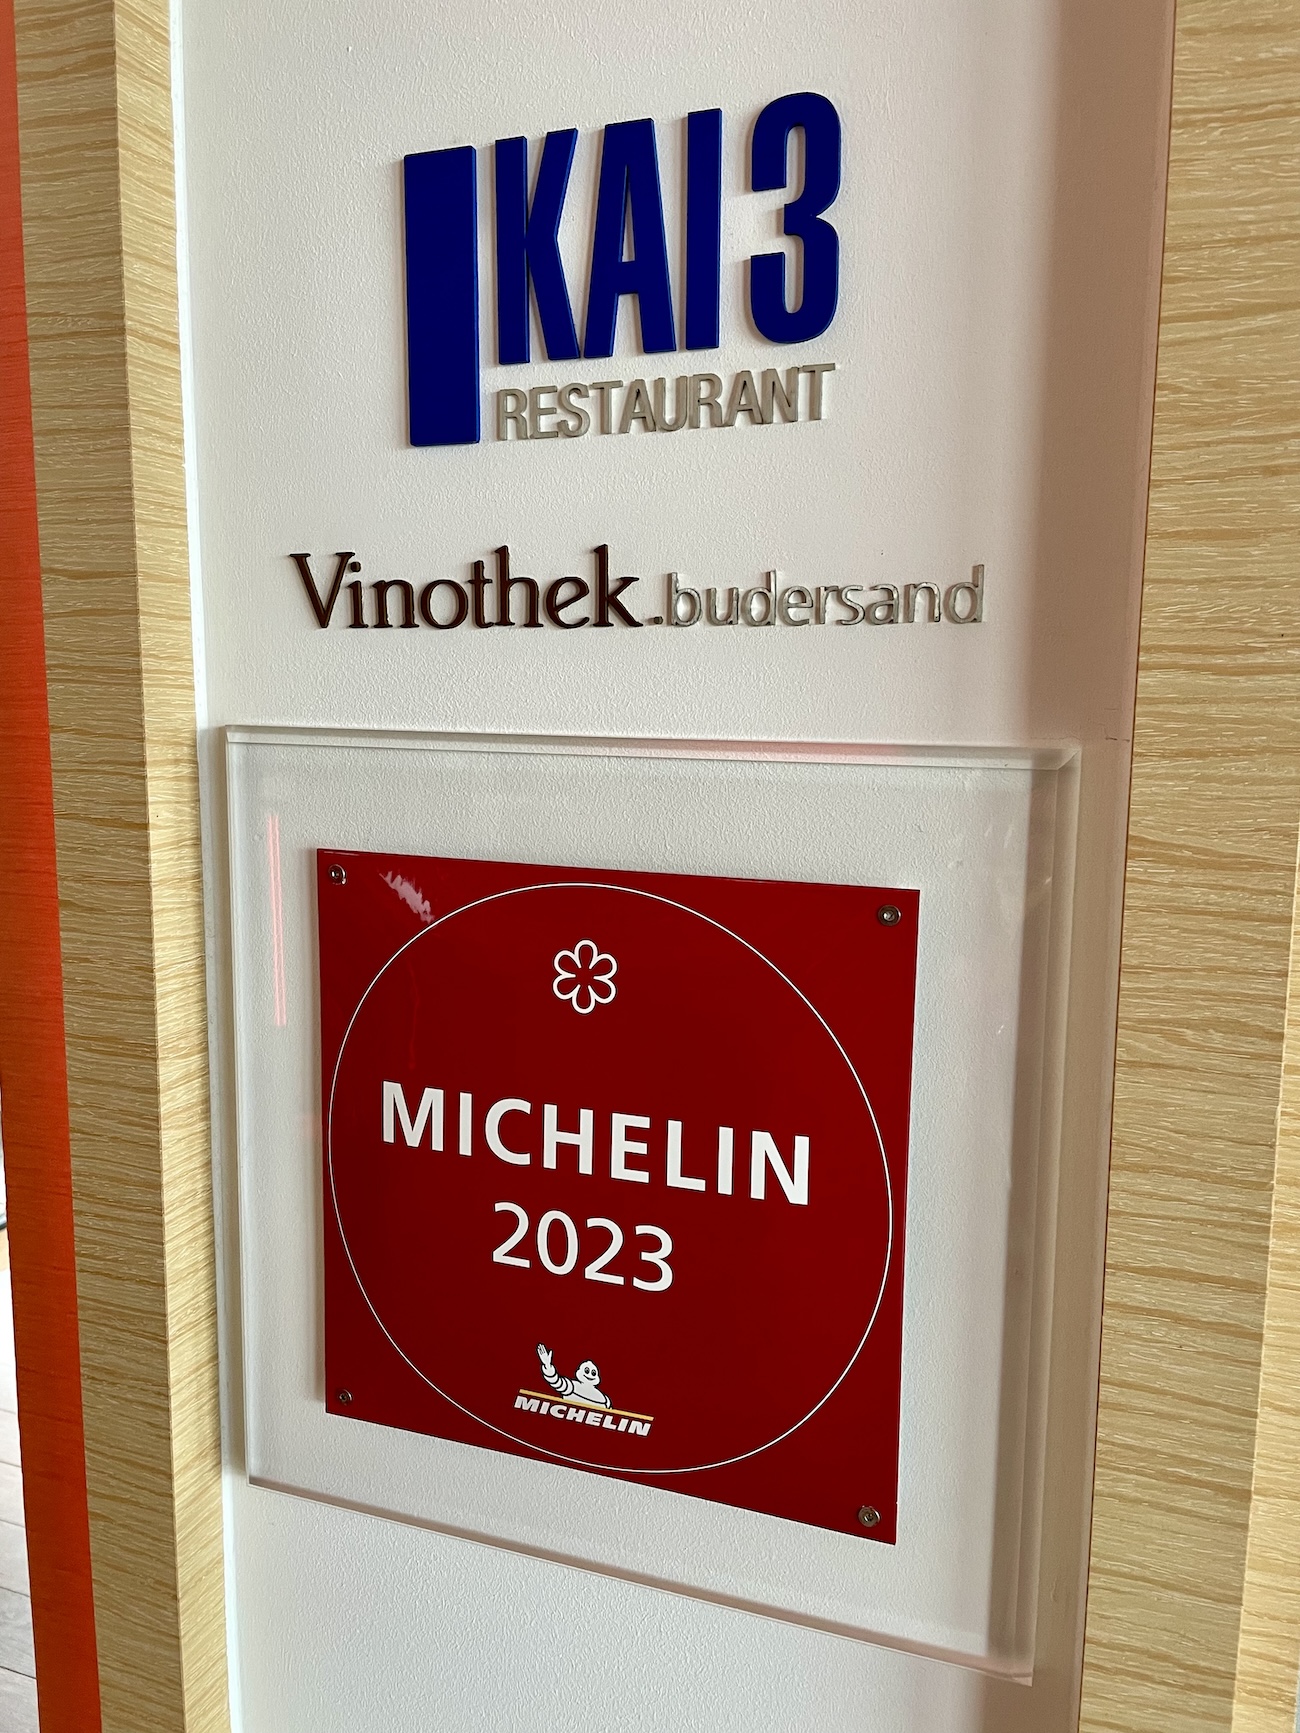 KAI3
RESTAURANT
Vinothek.budersand
MICHELIN
2023
MICHELIN